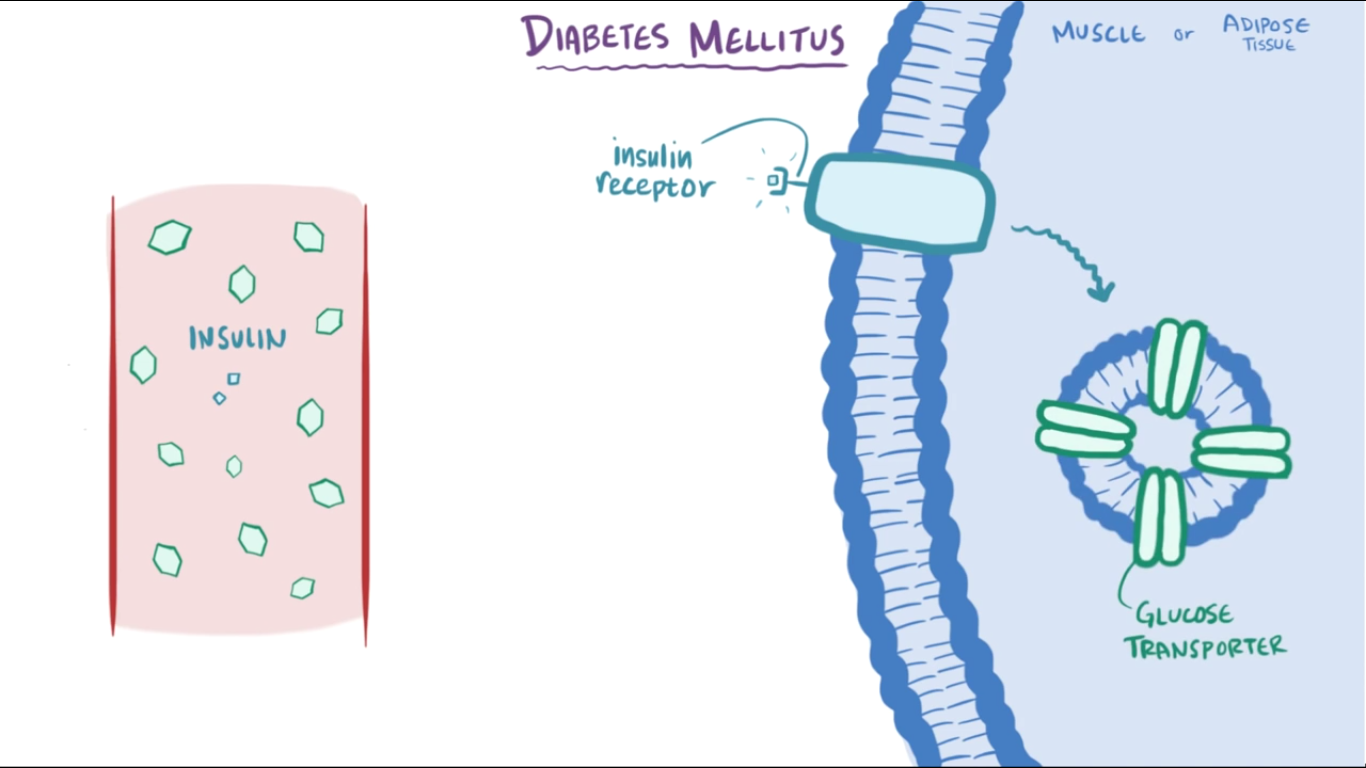 DIABETES MELLITUS
MUSCLE or ADIPOSE
TISSUE
insulin
receptor
INSULIN
GLUCOSE
TRANSPORTER